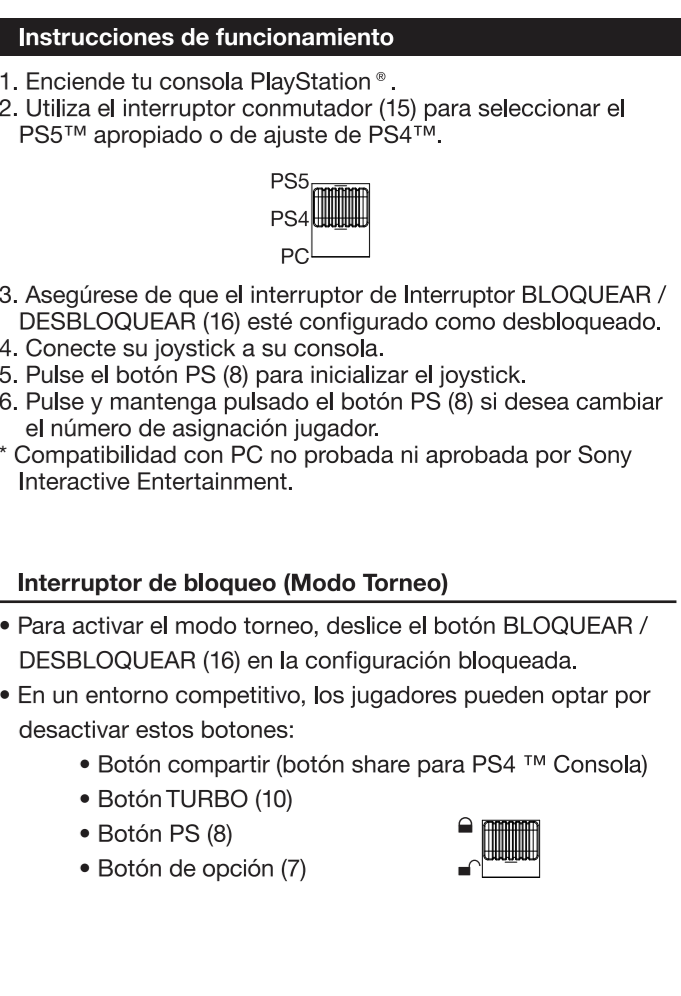 Instrucciones de funcionamiento
1. Enciende tu consola PlayStation ® .
2. Utiliza el interruptor conmutador (15) para seleccionar el
PS5™ apropiado o de ajuste de PS4™.
PS5
PS4
PC
3. Asegúrese de que el interruptor de Interruptor BLOQUEAR /
DESBLOQUEAR (16) esté configurado como desbloqueado.
4. Conecte su joystick a su consola.
5. Pulse el botón PS (8) para inicializar el joystick.
6. Pulse y mantenga pulsado el botón PS (8) si desea cambiar
el número de asignación jugador.
* Compatibilidad con PC no probada ni aprobada por Sony
Interactive Entertainment.
Interruptor de bloqueo (Modo Torneo)
• Para activar el modo torneo, deslice el botón BLOQUEAR /
DESBLOQUEAR (16) en la configuración bloqueada.
• En un entorno competitivo, los jugadores pueden optar por
desactivar estos botones:
• Botón compartir (botón share para PS4 ™ Consola)
• Botón TURBO (10)
• Botón PS (8)
• Botón de opción (7)